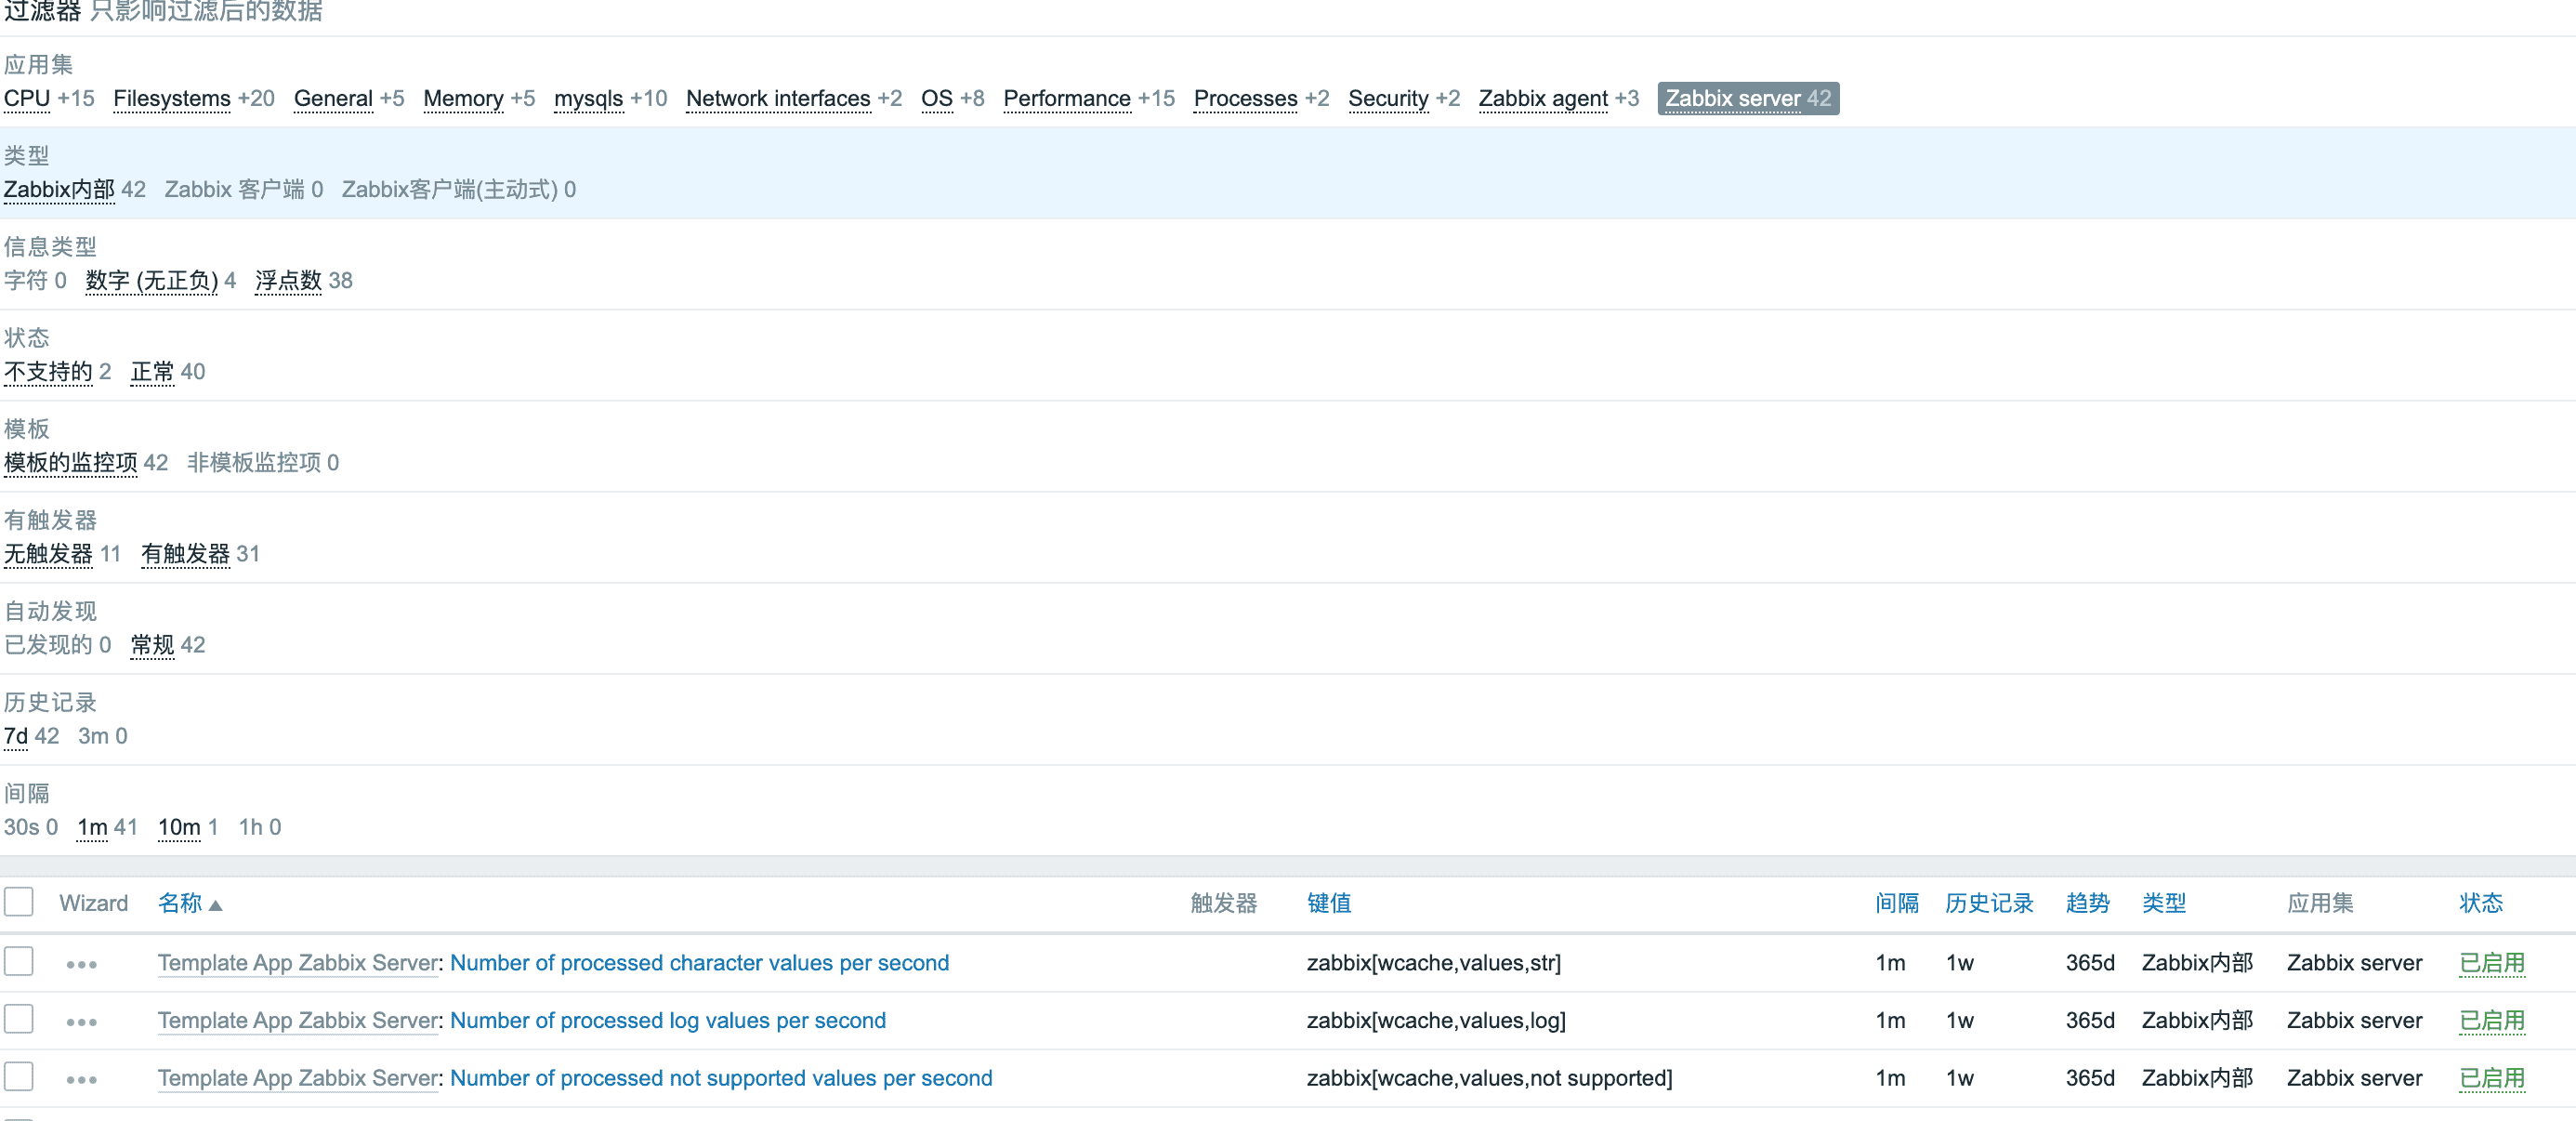 过滤器 只影响过滤后的数据
应用集
CPU +15 Filesystems +20 General +5 Memory +5 mysqls +10 Network interfaces +2 OS +8 Performance +15 Processes +2 Security +2 Zabbix agent +3 Zabbix server 42
类型
Zabbix内部 42 Zabbix 客户端 0 Zabbix客户端(主动式) 0
信息类型
字符 0 数字 (无正负) 4 浮点数 38
状态
不支持的 2 正常 40
模板
模板的监控项 42 非模板监控项 0
有触发器
无触发器 11 有触发器 31
自动发现
已发现的 0 常规 42
历史记录
7d 42 3m 0
间隔
30s 0 1m 41 10m 1 1h 0
Wizard 名称 触发器 键值 间隔 历史记录 趋势 类型 应用集 状态
Template App Zabbix Server: Number of processed character values per second zabbix[wcache,values,str] 1m 1w 365d Zabbix内部 Zabbix server 已启用
Template App Zabbix Server: Number of processed log values per second zabbix[wcache,values,log] 1m 1w 365d Zabbix内部 Zabbix server 已启用
Template App Zabbix Server: Number of processed not supported values per second zabbix[wcache,values,not supported] 1m 1w 365d Zabbix内部 Zabbix server 已启用